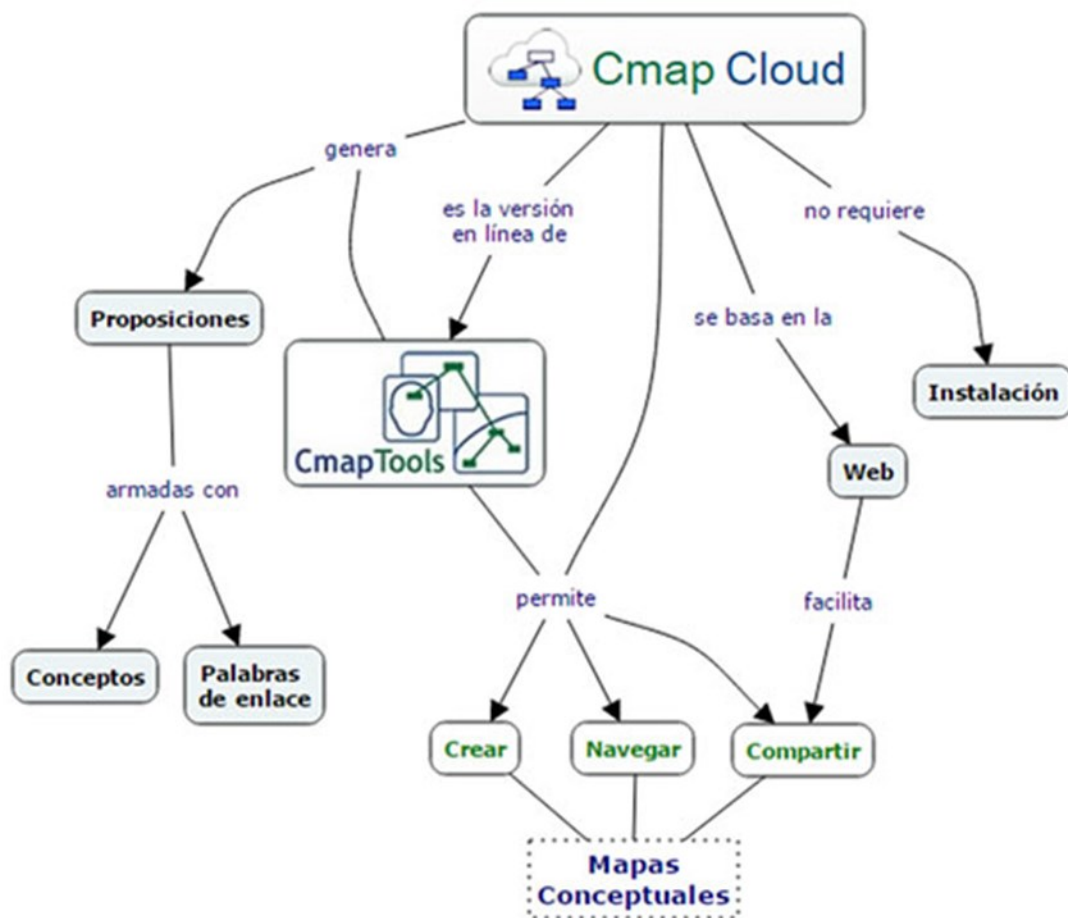 Cmap Cloud
genera
es la versión
en línea de
no requiere
se basa en la
Proposiciones
Instalación
CmapTools
Web
armadas con
permite
facilita
Conceptos
Palabras
de enlace
Crear
Navegar
Compartir
Mapas
Conceptuales